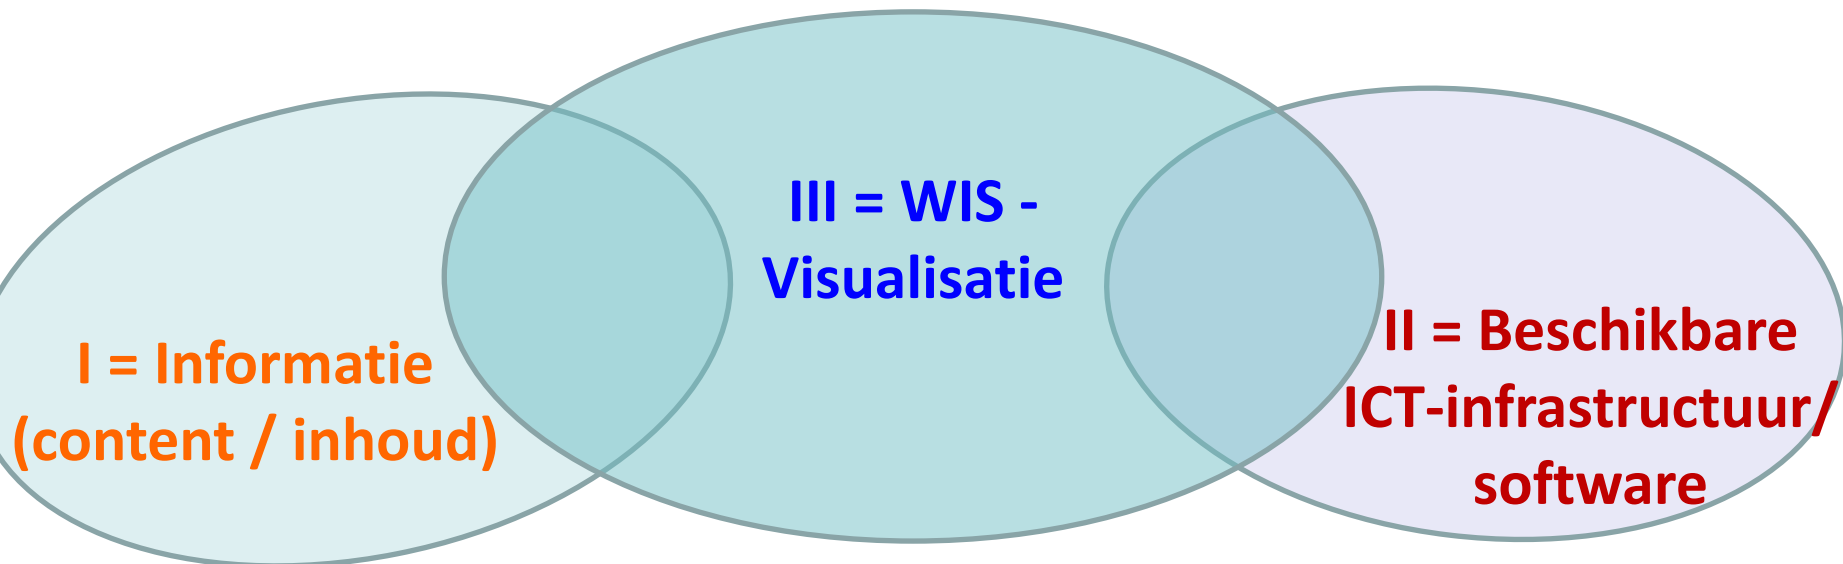 I = Informatie
(content / inhoud)
III = WIS -
Visualisatie
II = Beschikbare
ICT-infrastructuur/
software